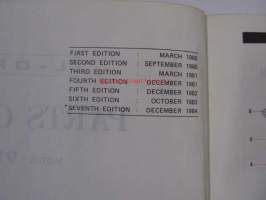 FIRST EDITION : MARCH 1980
SECOND EDITION : SEPTEMBER 1980
THIRD EDITION : MARCH 1981
FOURTH EDITION : DECEMBER 1981
FIFTH EDITION : DECEMBER 1982
SIXTH EDITION : OCTOBER 1983
*SEVENTH EDITION : DECEMBER 1984